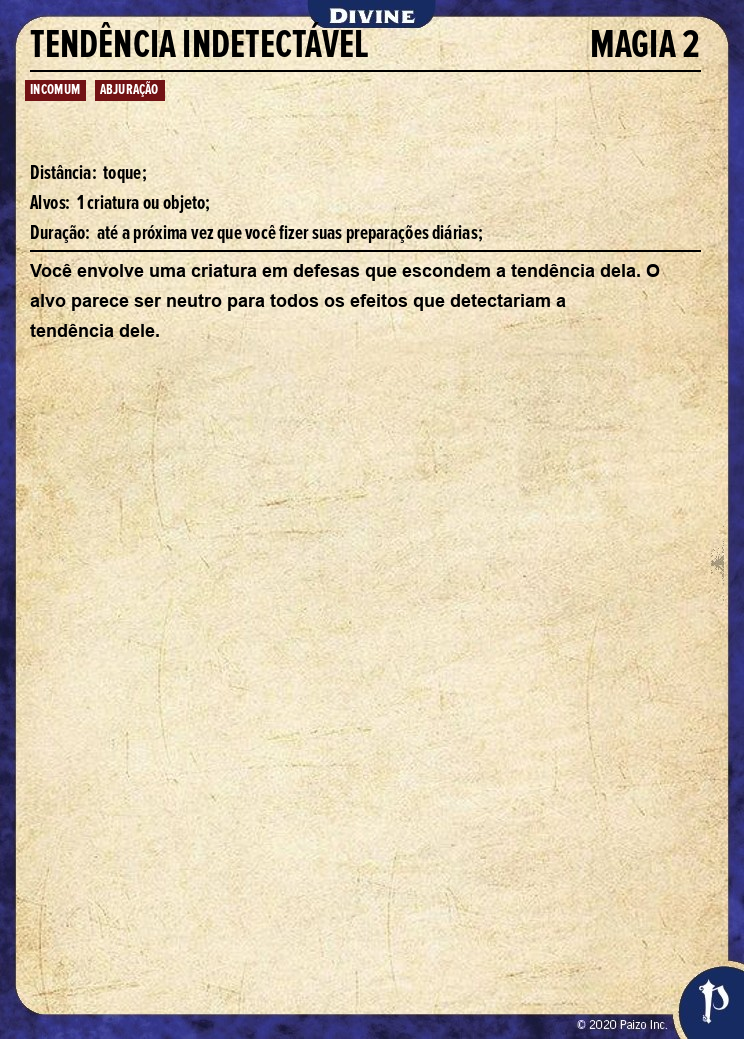 DIVINE
TENDÊNCIA INDETECTÁVEL MAGIA 2
INCOMUM ABJURAÇÃO
Distância: toque;
Alvos: 1 criatura ou objeto;
Duração: até a próxima vez que você fizer suas preparações diárias;
Você envolve uma criatura em defesas que escondem a tendência dela. O
alvo parece ser neutro para todos os efeitos que detectariam a
tendência dele.
© 2020 Paizo Inc.